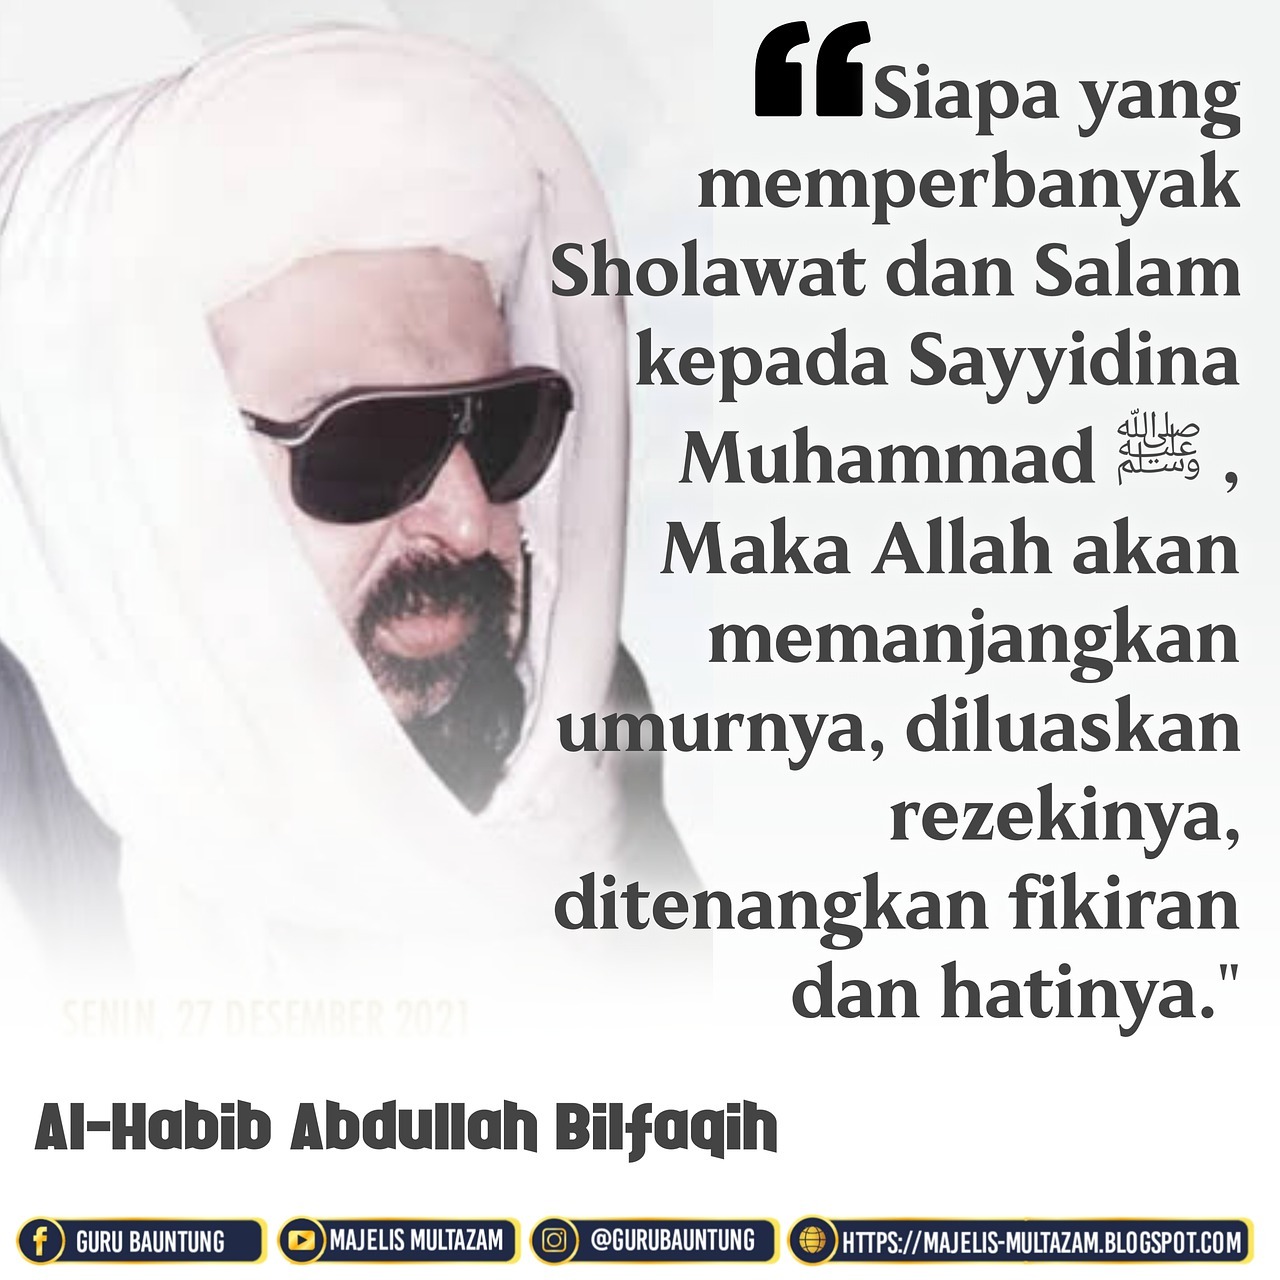 “Siapa yang
memperbanyak
Sholawat dan Salam
kepada Sayyidina
Muhammad ﷺ ,
Maka Allah akan
memanjangkan
umurnya, diluaskan
rezekinya,
ditenangkan fikiran
dan hatinya."
SENIN, 27 DESEMBER 2021
Al-Habib Abdullah Bilfaqih
GURU BAUNTUNG MAJELIS MULTAZAM @GURUBAUNTUNG HTTPS://MAJELIS-MULTAZAM.BLOGSPOT.COM